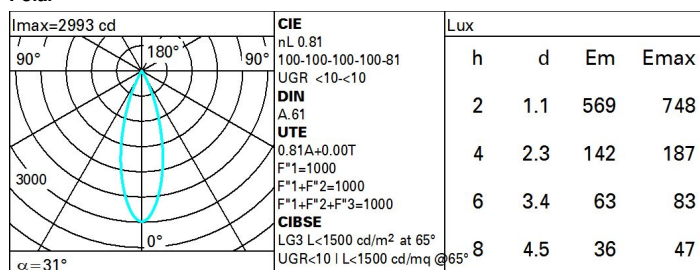 Imax=2993 cd
90° 180° 90°
3000
0°
α=31°
CIE
nL 0.81
100-100-100-100-81
UGR <10-<10
DIN
A.61
UTE
0.81A+0.00T
F"1=1000
F"1+F"2=1000
F"1+F"2+F"3=1000
CIBSE
LG3 L<1500 cd/m² at 65°
UGR<10 | L<1500 cd/mq @65°
Lux
h d Em Emax
2 1.1 569 748
4 2.3 142 187
6 3.4 63 83
8 4.5 36 47